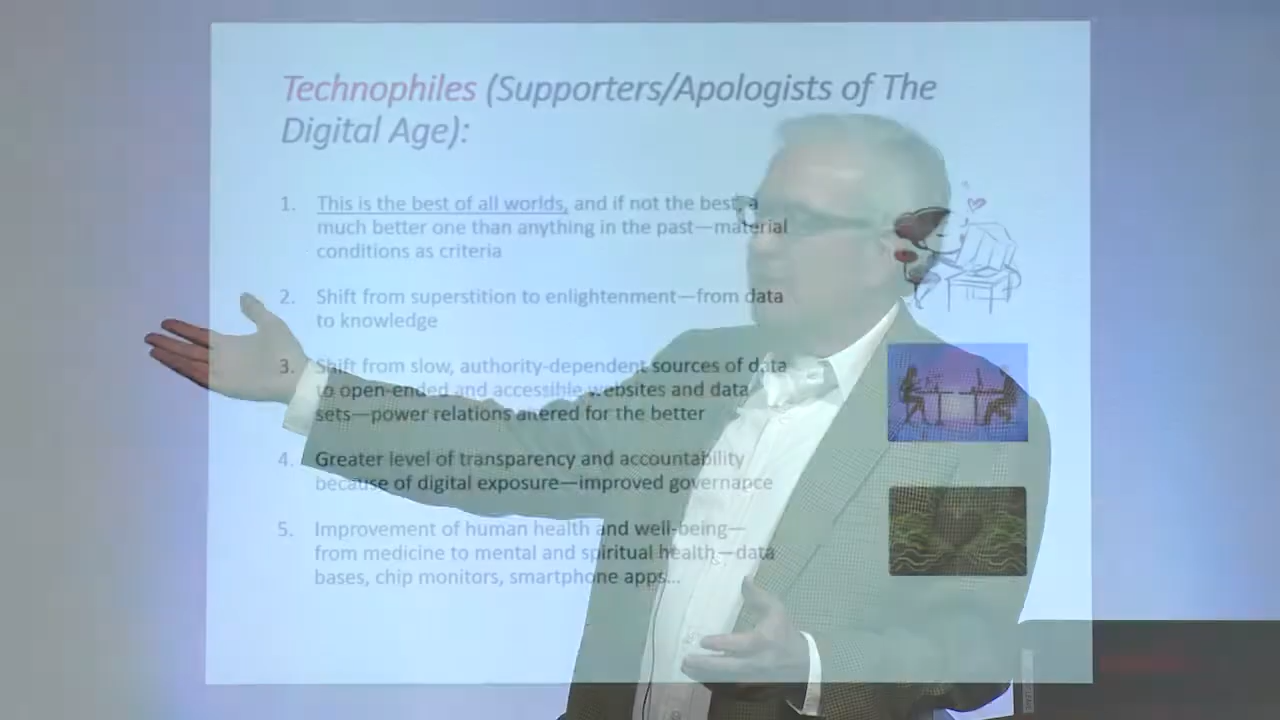 Technophiles (Supporters/Apologists of The
Digital Age):
1. This is the best of all worlds, and if not the best, a
much better one than anything in the past—material
conditions as criteria
2. Shift from superstition to enlightenment—from data
to knowledge
3. Shift from slow, authority-dependent sources of data
to open-ended and accessible websites and data
sets—power relations altered for the better
4. Greater level of transparency and accountability
because of digital exposure—improved governance
5. Improvement of human health and well-being—
from medicine to mental and spiritual health—data
bases, chip monitors, smartphone apps...